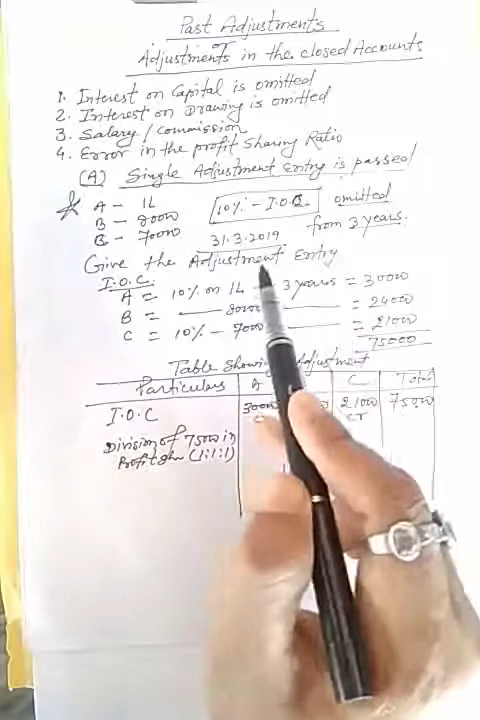 Past Adjustments
Adjustments in the closed Accounts
1. Interest on Capital is omitted
2. Interest on Drawing is omitted
3. Salary / commission
4. Error in the profit Sharing Ratio
(A) Single Adjustment Entry is passed
A - 1L 10% - I.O.C. omitted
B - 80000 from 3 years.
B - 70000 31.3.2019
Give the Adjustment Entry
I.O.C.
A = 10% on 1L 3 years = 30000
B = 80000 = 24000
C = 10% - 7000 = 21000
75000
Table Showing Adjustment
Particulars A C Total
I.O.C 3000 21000 75000
Cr
Division of 75000 in
Profit (1:1:1)